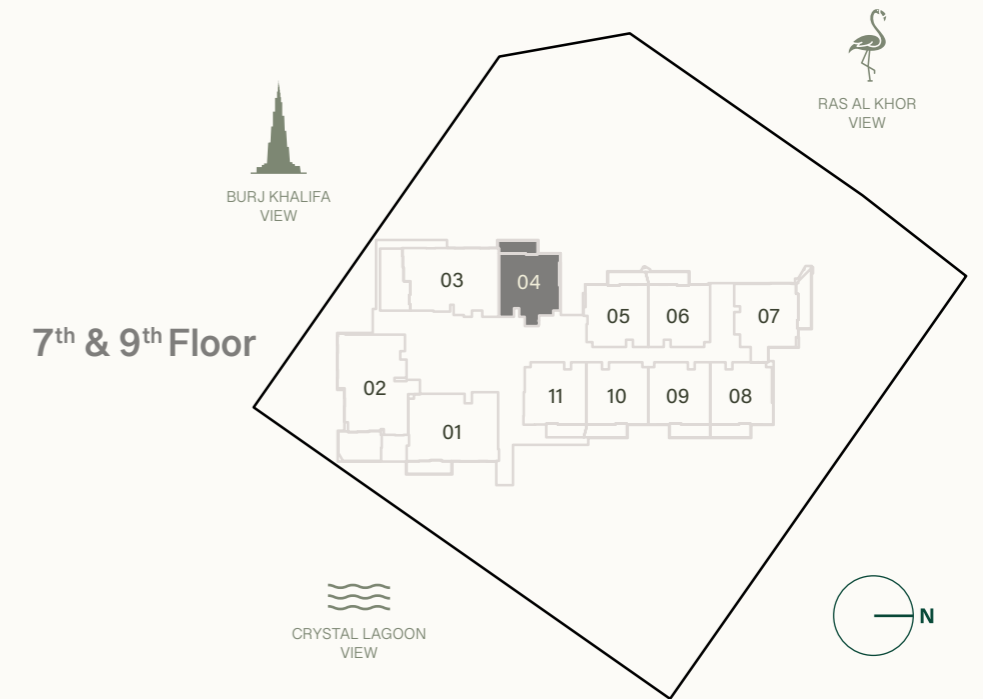 RAS AL KHOR
VIEW
BURJ KHALIFA
VIEW
7th & 9th Floor
03
04
05
06
07
02
01
11
10
09
08
CRYSTAL LAGOON
VIEW
N